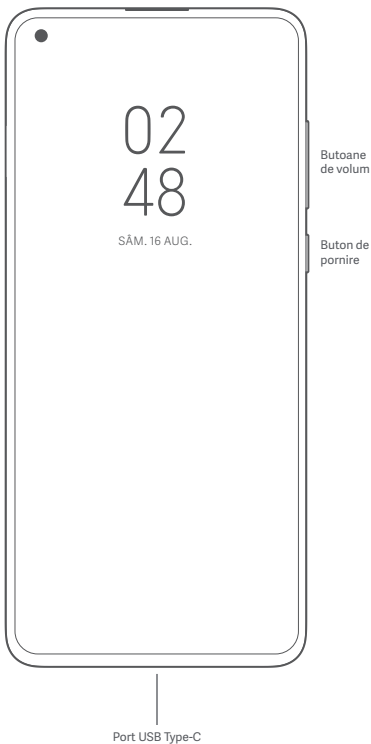 02
48
SÂM. 16 AUG.
Butoane
de volum
Buton de
pornire
Port USB Type-C